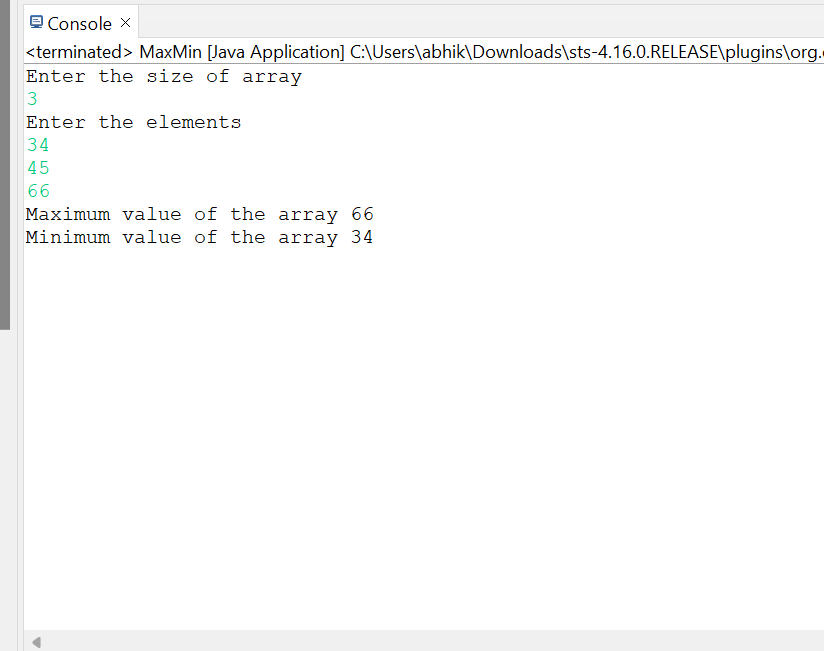 Console
<terminated> MaxMin [Java Application] C:\Users\abhik\Downloads\sts-4.16.0.RELEASE\plugins\org.
Enter the size of array
3
Enter the elements
34
45
66
Maximum value of the array 66
Minimum value of the array 34